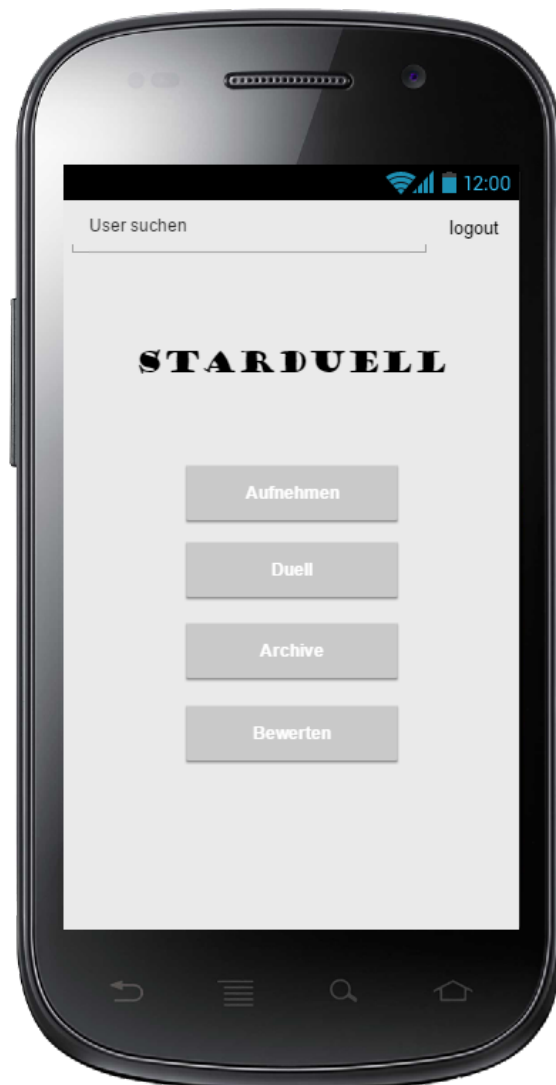 12:00
User suchen
logout
STARDUELL
Aufnehmen
Duell
Archive
Bewerten